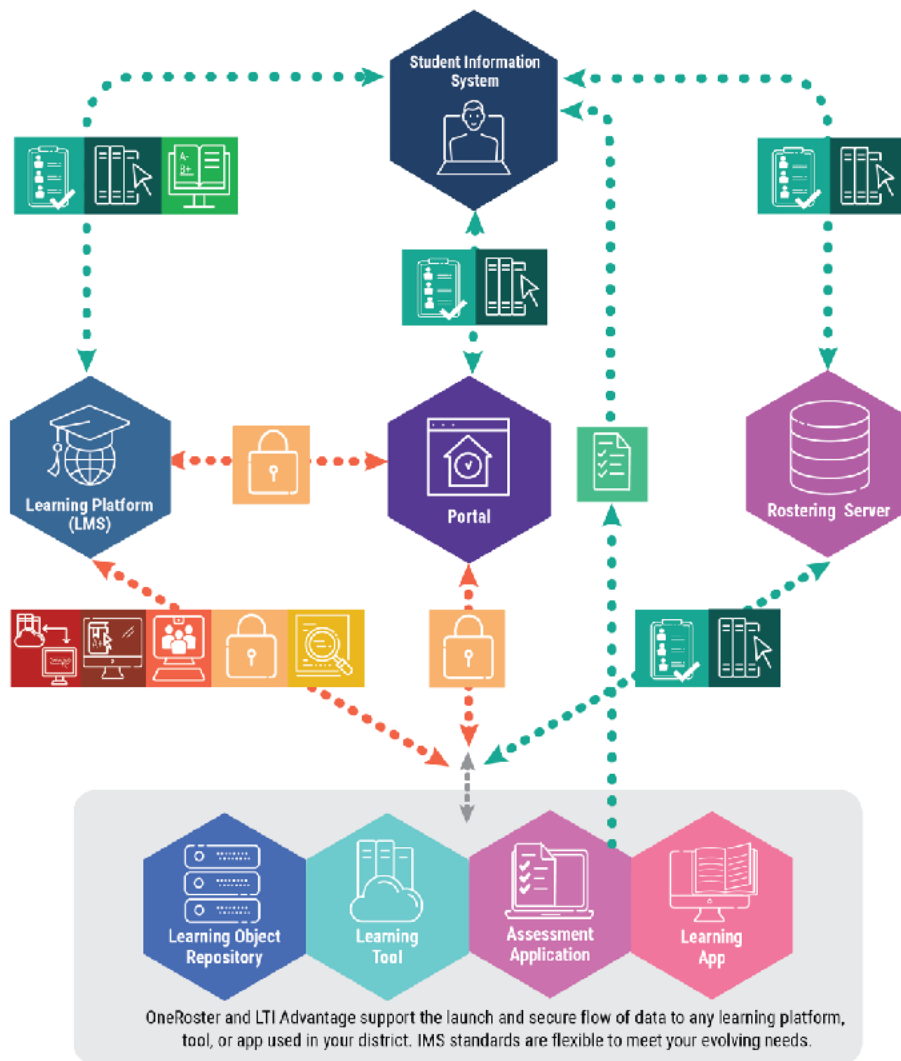 Student Information
System
A-
B+
Learning Platform
(LMS)
Portal
Rostering Server
A+
Learning Object
Repository
Learning
Tool
Assessment
Application
Learning
App
OneRoster and LTI Advantage support the launch and secure flow of data to any learning platform,
tool, or app used in your district. IMS standards are flexible to meet your evolving needs.